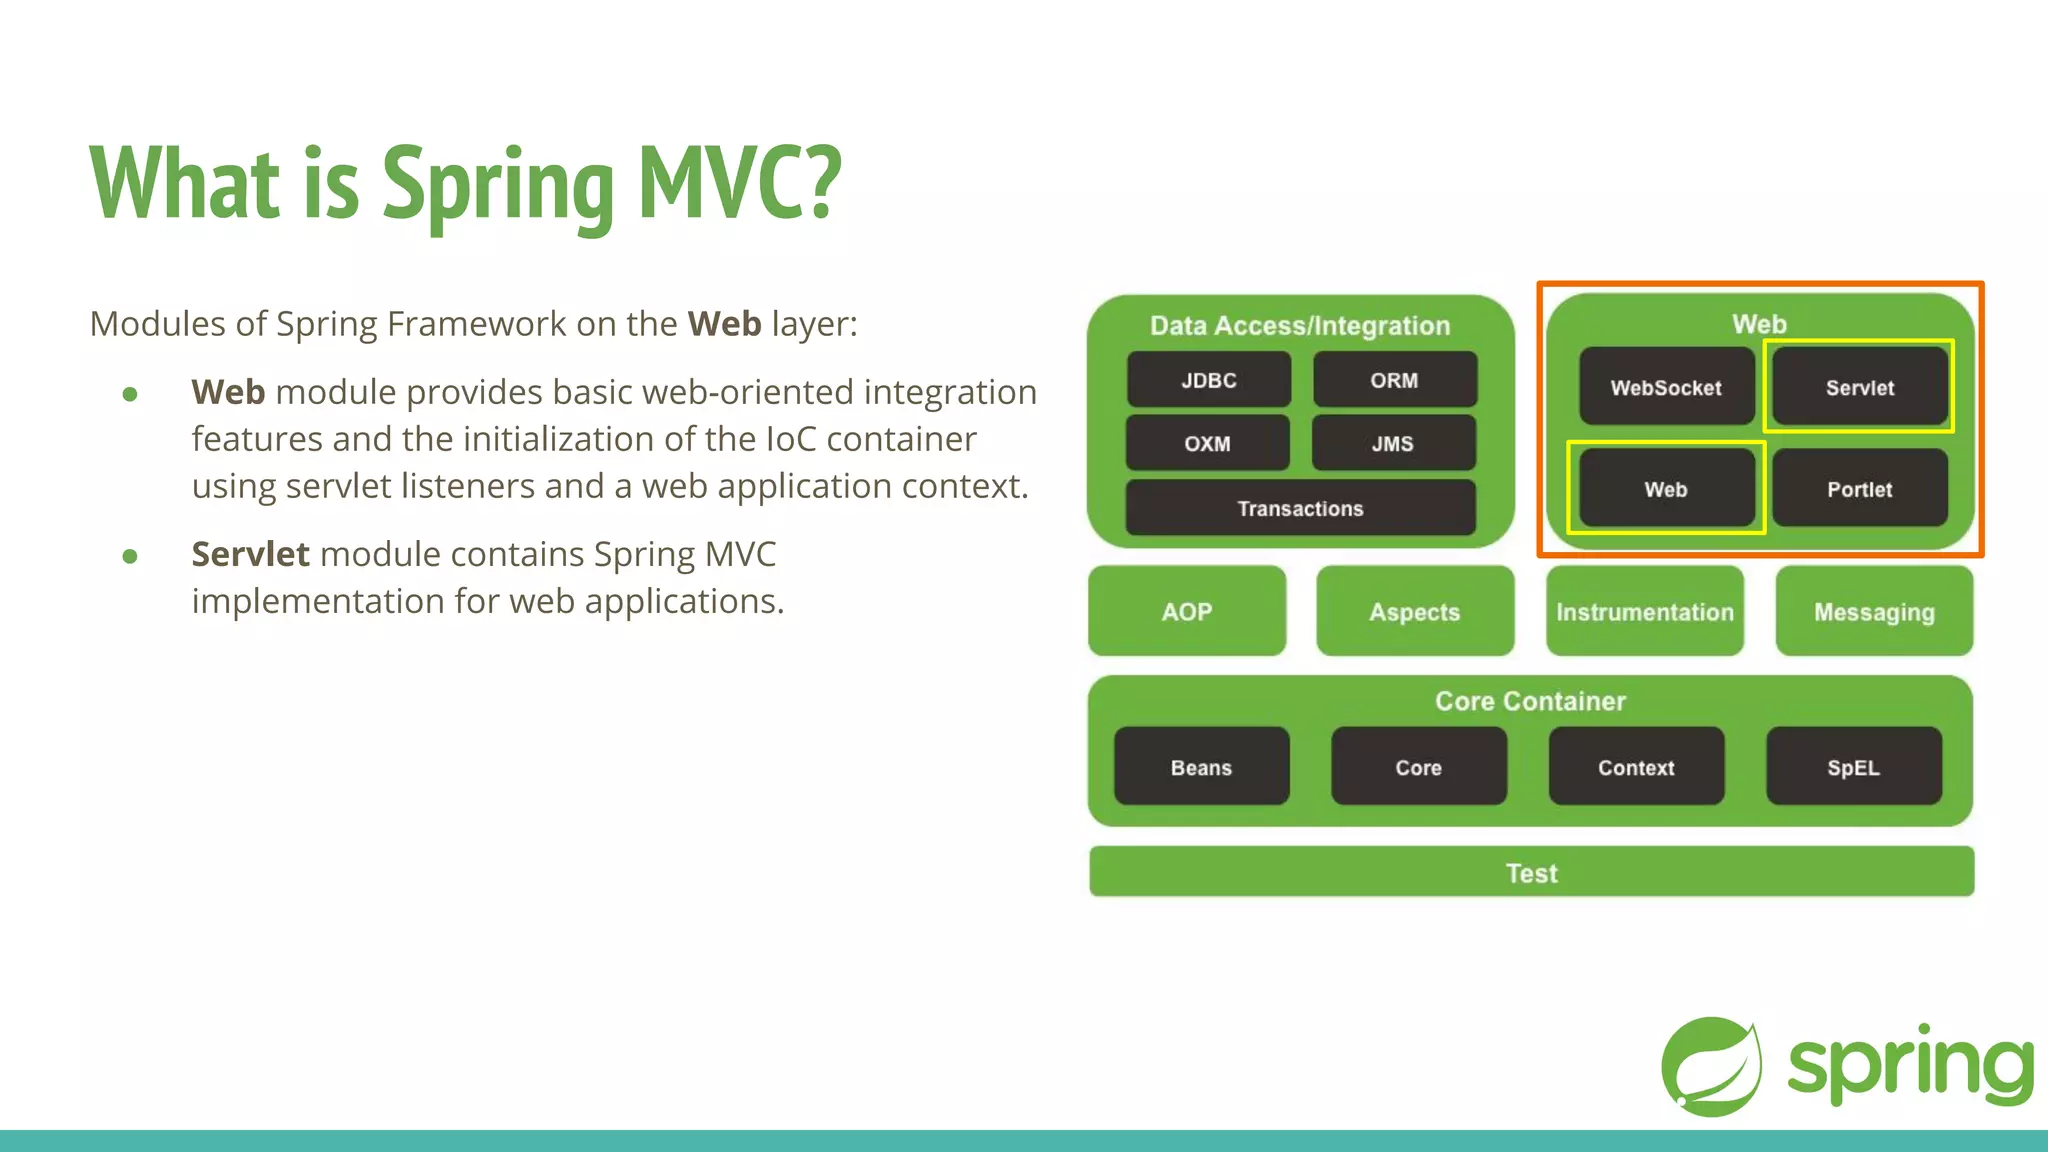 What is Spring MVC?
Modules of Spring Framework on the Web layer:
● Web module provides basic web-oriented integration
features and the initialization of the IoC container
using servlet listeners and a web application context.
● Servlet module contains Spring MVC
implementation for web applications.
Data Access/Integration
JDBC ORM
OXM JMS
Transactions
Web
WebSocket Servlet
Web Portlet
AOP Aspects Instrumentation Messaging
Core Container
Beans Core Context SpEL
Test
spring